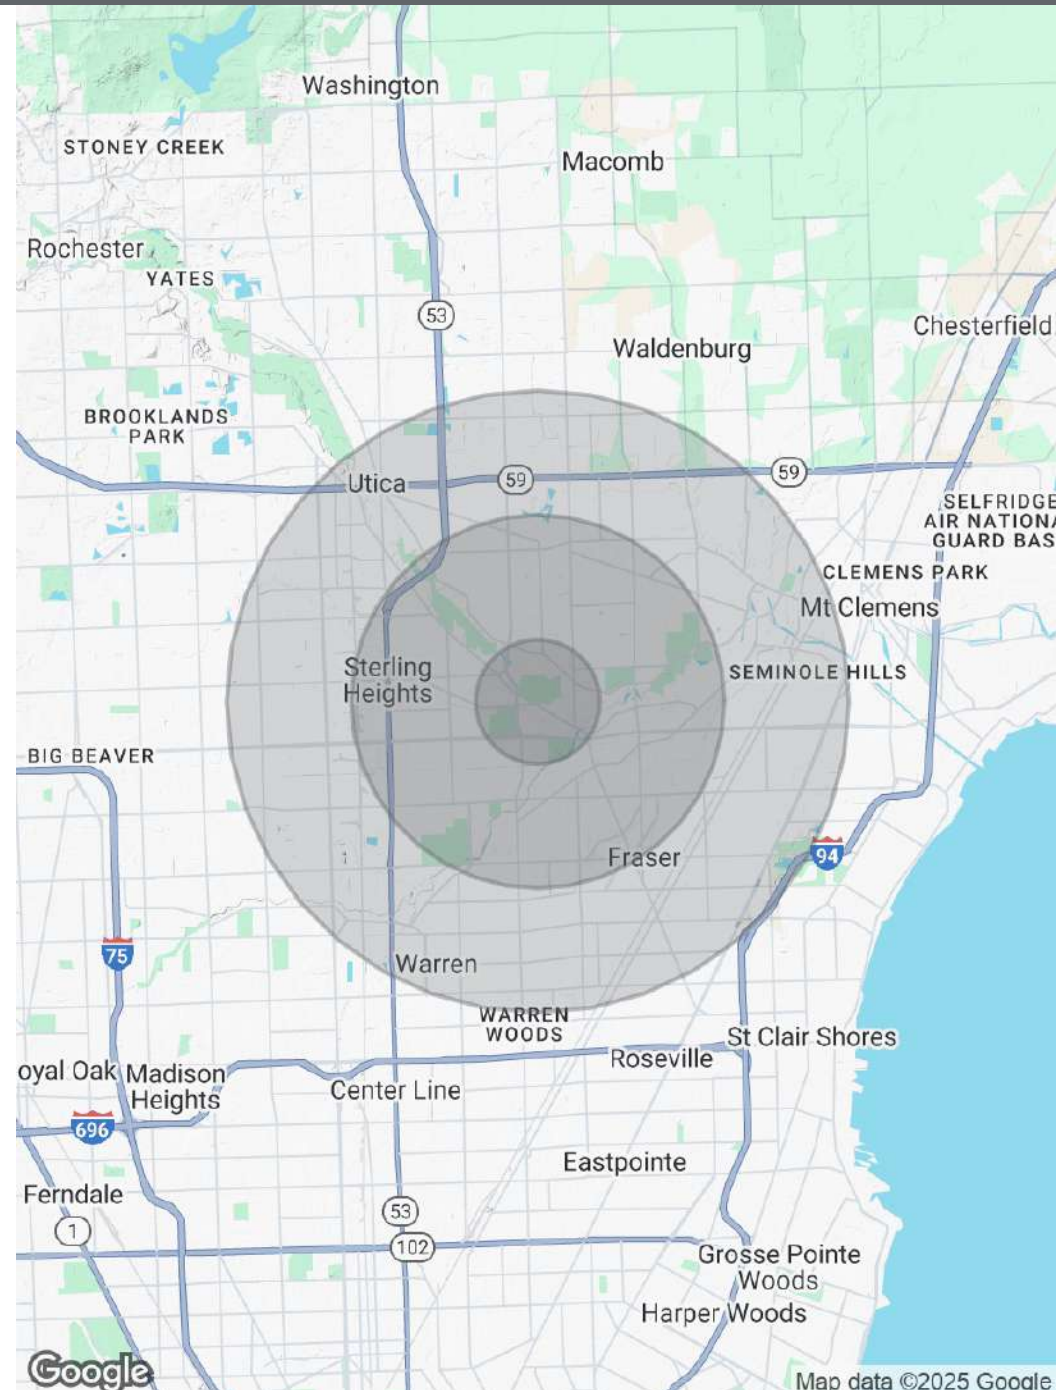 Washington
STONEY CREEK
Macomb
Rochester
YATES
53
Chesterfield
Waldenburg
BROOKLANDS
PARK
Utica
59
59
SELFRIDGE
AIR NATIONA
GUARD BAS
CLEMENS PARK
Mt Clemens
Sterling
Heights
SEMINOLE HILLS
BIG BEAVER
Fraser
94
75
Warren
WARREN
WOODS
St Clair Shores
Roseville
oyal Oak
Madison
Heights
Center Line
696
Eastpointe
Ferndale
1
53
102
Grosse Pointe
Woods
Harper Woods
Google
Map data ©2025 Google